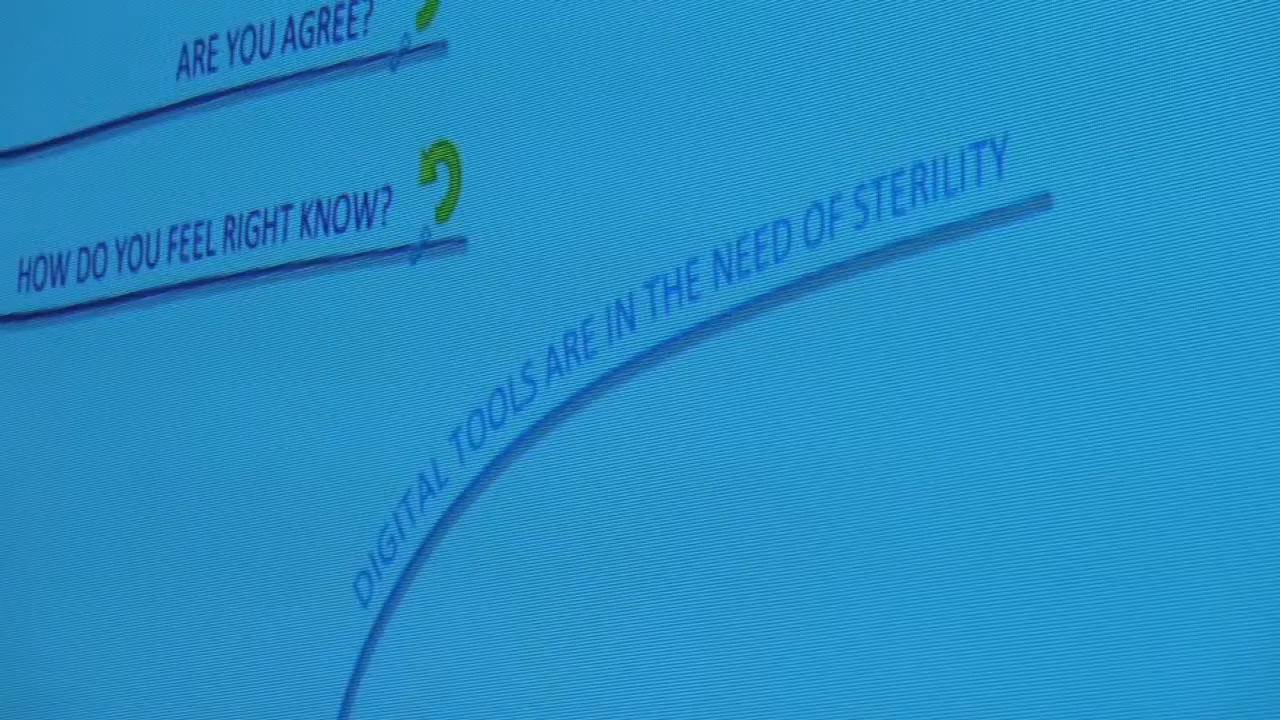 ARE YOU AGREE?
HOW DO YOU FEEL RIGHT KNOW?
DIGITAL TOOLS ARE IN THE NEED OF STERILITY